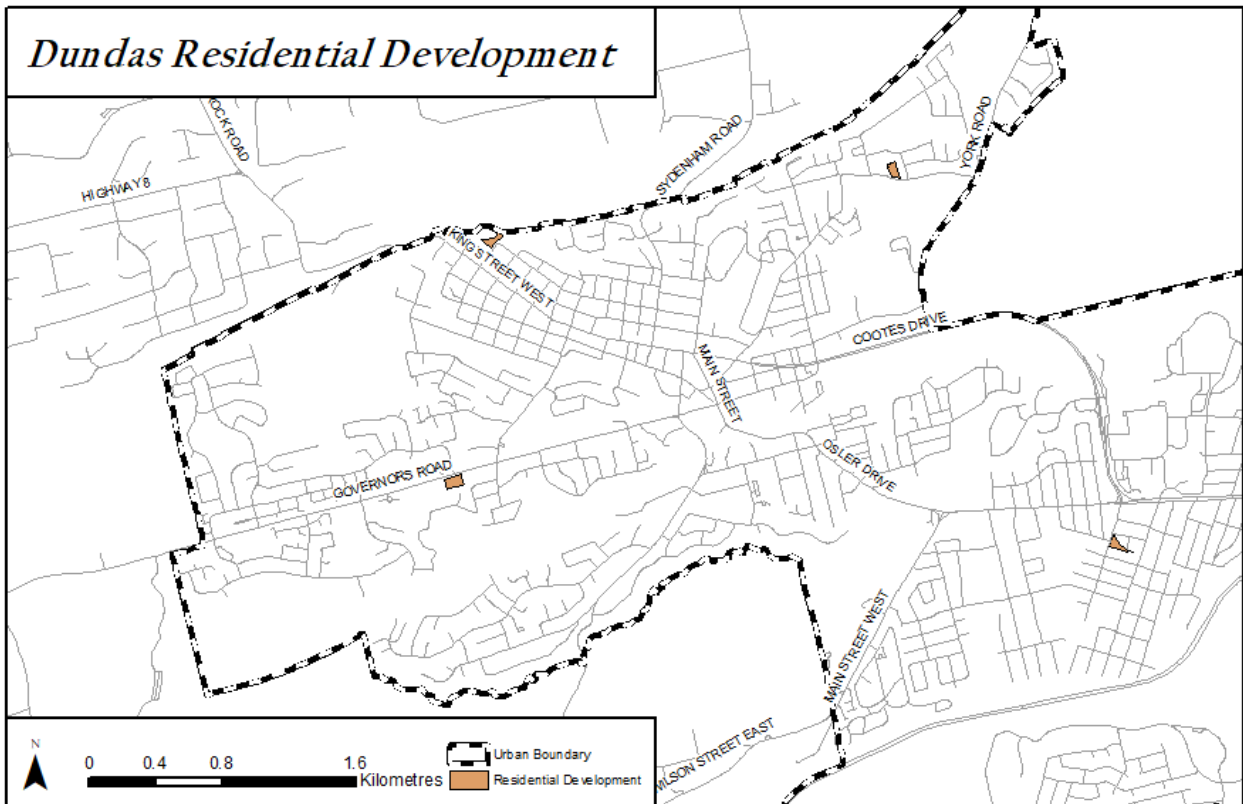 Dundas Residential Development
ROCK ROAD
HIGHWAY 8
SYDENHAM ROAD
YORK ROAD
KING STREET WEST
COOTES DRIVE
MAIN STREET
OSLER DRIVE
GOVERNORS ROAD
MAIN STREET WEST
WILSON STREET EAST
N
0 0.4 0.8 1.6
Kilometres
Urban Boundary
Residential Development